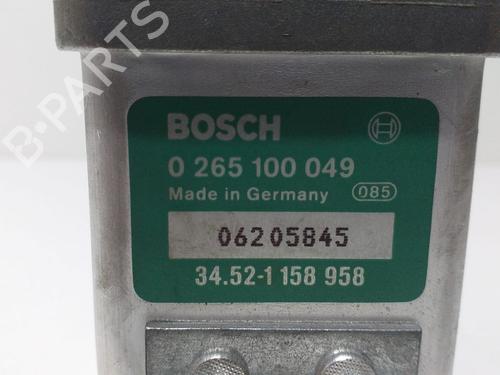 B-PARTS
BOSCH
0 265 100 049
Made in Germany 085
06205845
34.52-1 158 958